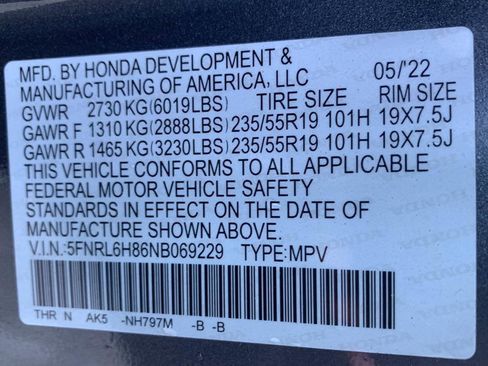 MFD. BY HONDA DEVELOPMENT &
MANUFACTURING OF AMERICA, LLC 05/'22
GVWR 2730 KG(6019LBS) TIRE SIZE RIM SIZE
GAWR F 1310 KG(2888LBS) 235/55R19 101H 19X7.5J
GAWR R 1465 KG(3230LBS) 235/55R19 101H 19X7.5J
THIS VEHICLE CONFORMS TO ALL APPLICABLE
FEDERAL MOTOR VEHICLE SAFETY
STANDARDS IN EFFECT ON THE DATE OF
MANUFACTURE SHOWN ABOVE.
V.I.N.:5FNRL6H86NB069229 TYPE:MPV
THR N AK5 -NH797M -B -B